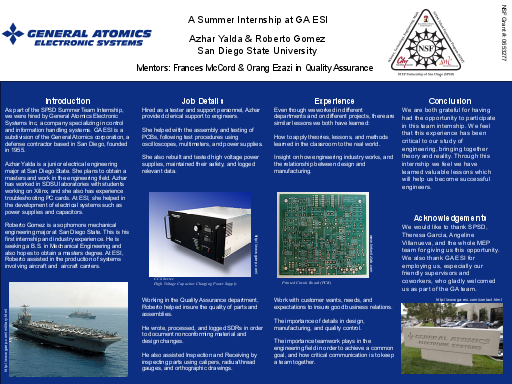 GENERAL ATOMICS
ELECTRONIC SYSTEMS
A Summer Internship at GA ESI
Azhar Yalda & Roberto Gomez
San Diego State University
Mentors: Frances McCord & Orang Ezazi in Quality Assurance
NSF
NSF Grant # 0653277
Introduction
As part of the SPSD Summer Team Internship,
we were hired by General Atomics Electronic
Systems Inc, a company specializing in control
and information handling systems. GA ESI is a
subdivision of the General Atomics corporation, a
defense contractor based in San Diego, founded
in 1955.
Azhar Yalda is a junior electrical engineering
major at San Diego State. She plans to obtain a
masters and work in the engineering field. Azhar
has worked in SDSU laboratories with students
working on Xilinx, and she also has experience
troubleshooting PC cards. At ESI, she helped in
the development of electrical systems such as
power supplies and capacitors.
Roberto Gomez is a sophomore mechanical
engineering major at San Diego State. This is his
first internship and industry experience. He is
seeking a B.S. in Mechanical Engineering and
also hopes to obtain a masters degree. At ESI,
Roberto assisted in the production of systems
involving aircraft and aircraft carriers.
Job Details
Hired as a tester and support personnel, Azhar
provided clerical support to engineers.
She helped with the assembly and testing of
PCBs, following test procedures using
oscilloscopes, multimeters, and power supplies.
She also rebuilt and tested high voltage power
supplies, maintained their safety, and logged
relevant data.
CCS Series
High Voltage Capacitor Charging Power Supply
Working in the Quality Assurance department,
Roberto helped insure the quality of parts and
assemblies.
He wrote, processed, and logged SDRs in order
to document nonconforming material and
design changes.
He also assisted Inspection and Receiving by
inspecting parts using calipers, radius/thread
gauges, and orthographic drawings.
Experience
Even though we worked in different
departments and on different projects, there are
similar lessons we both have learned:
How to apply theories, lessons, and methods
learned in the classroom to the real world.
Insight on how engineering industry works, and
the relationship between design and
manufacturing.
Printed Circuit Board (PCB)
Work with customer wants, needs, and
expectations to insure good business relations.
The importance of details in design,
manufacturing, and quality control.
The importance teamwork plays in the
engineering field in order to achieve a common
goal, and how critical communication is to keep
a team together.
Conclusion
We are both grateful for having
had the opportunity to participate
in this team internship. We feel
that this experience has been
critical to our study of
engineering, bringing together
theory and reality. Through this
internship we feel we have
learned valuable lessons which
will help us become successful
engineers.
Acknowledgements
We would like to thank SPSD,
Theresa Garcia, Angeline
Villanueva, and the whole MEP
team for giving us this opportunity.
We also thank GA ESI for
employing us, especially our
friendly supervisors and
coworkers, who gladly welcomed
us as part of the GA team.
http://www.ga-esi.com/contact.html
GENERAL ATOMICS
ELECTRONIC SYSTEMS